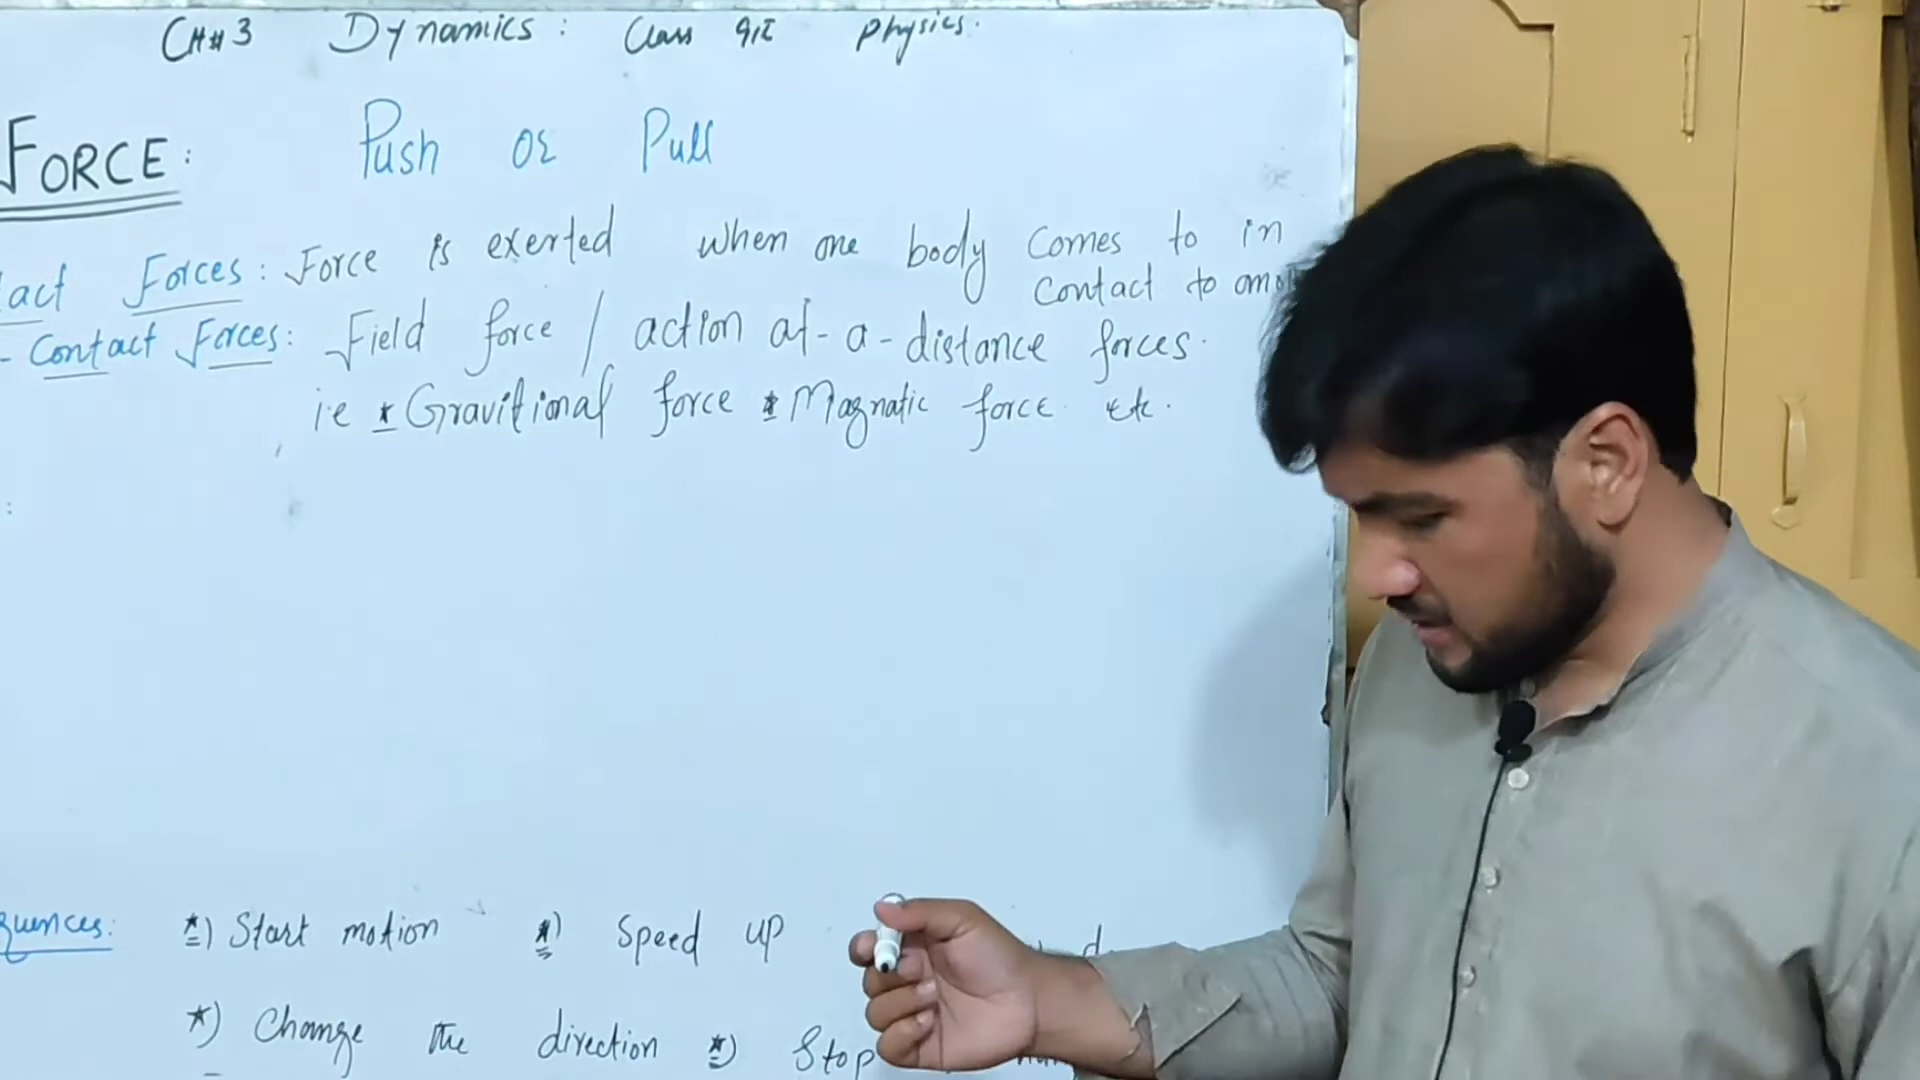 CH#3 Dynamics: Class 9th Physics.
FORCE: Push or Pull
act Forces: Force is exerted when one body comes to in
contact to ano
- Contact Forces: Field force / action at-a-distance forces.
i.e * Gravitional force * Magnatic force etc.
:
quences: *) Start motion *) Speed up
*) Change the direction *) Stop